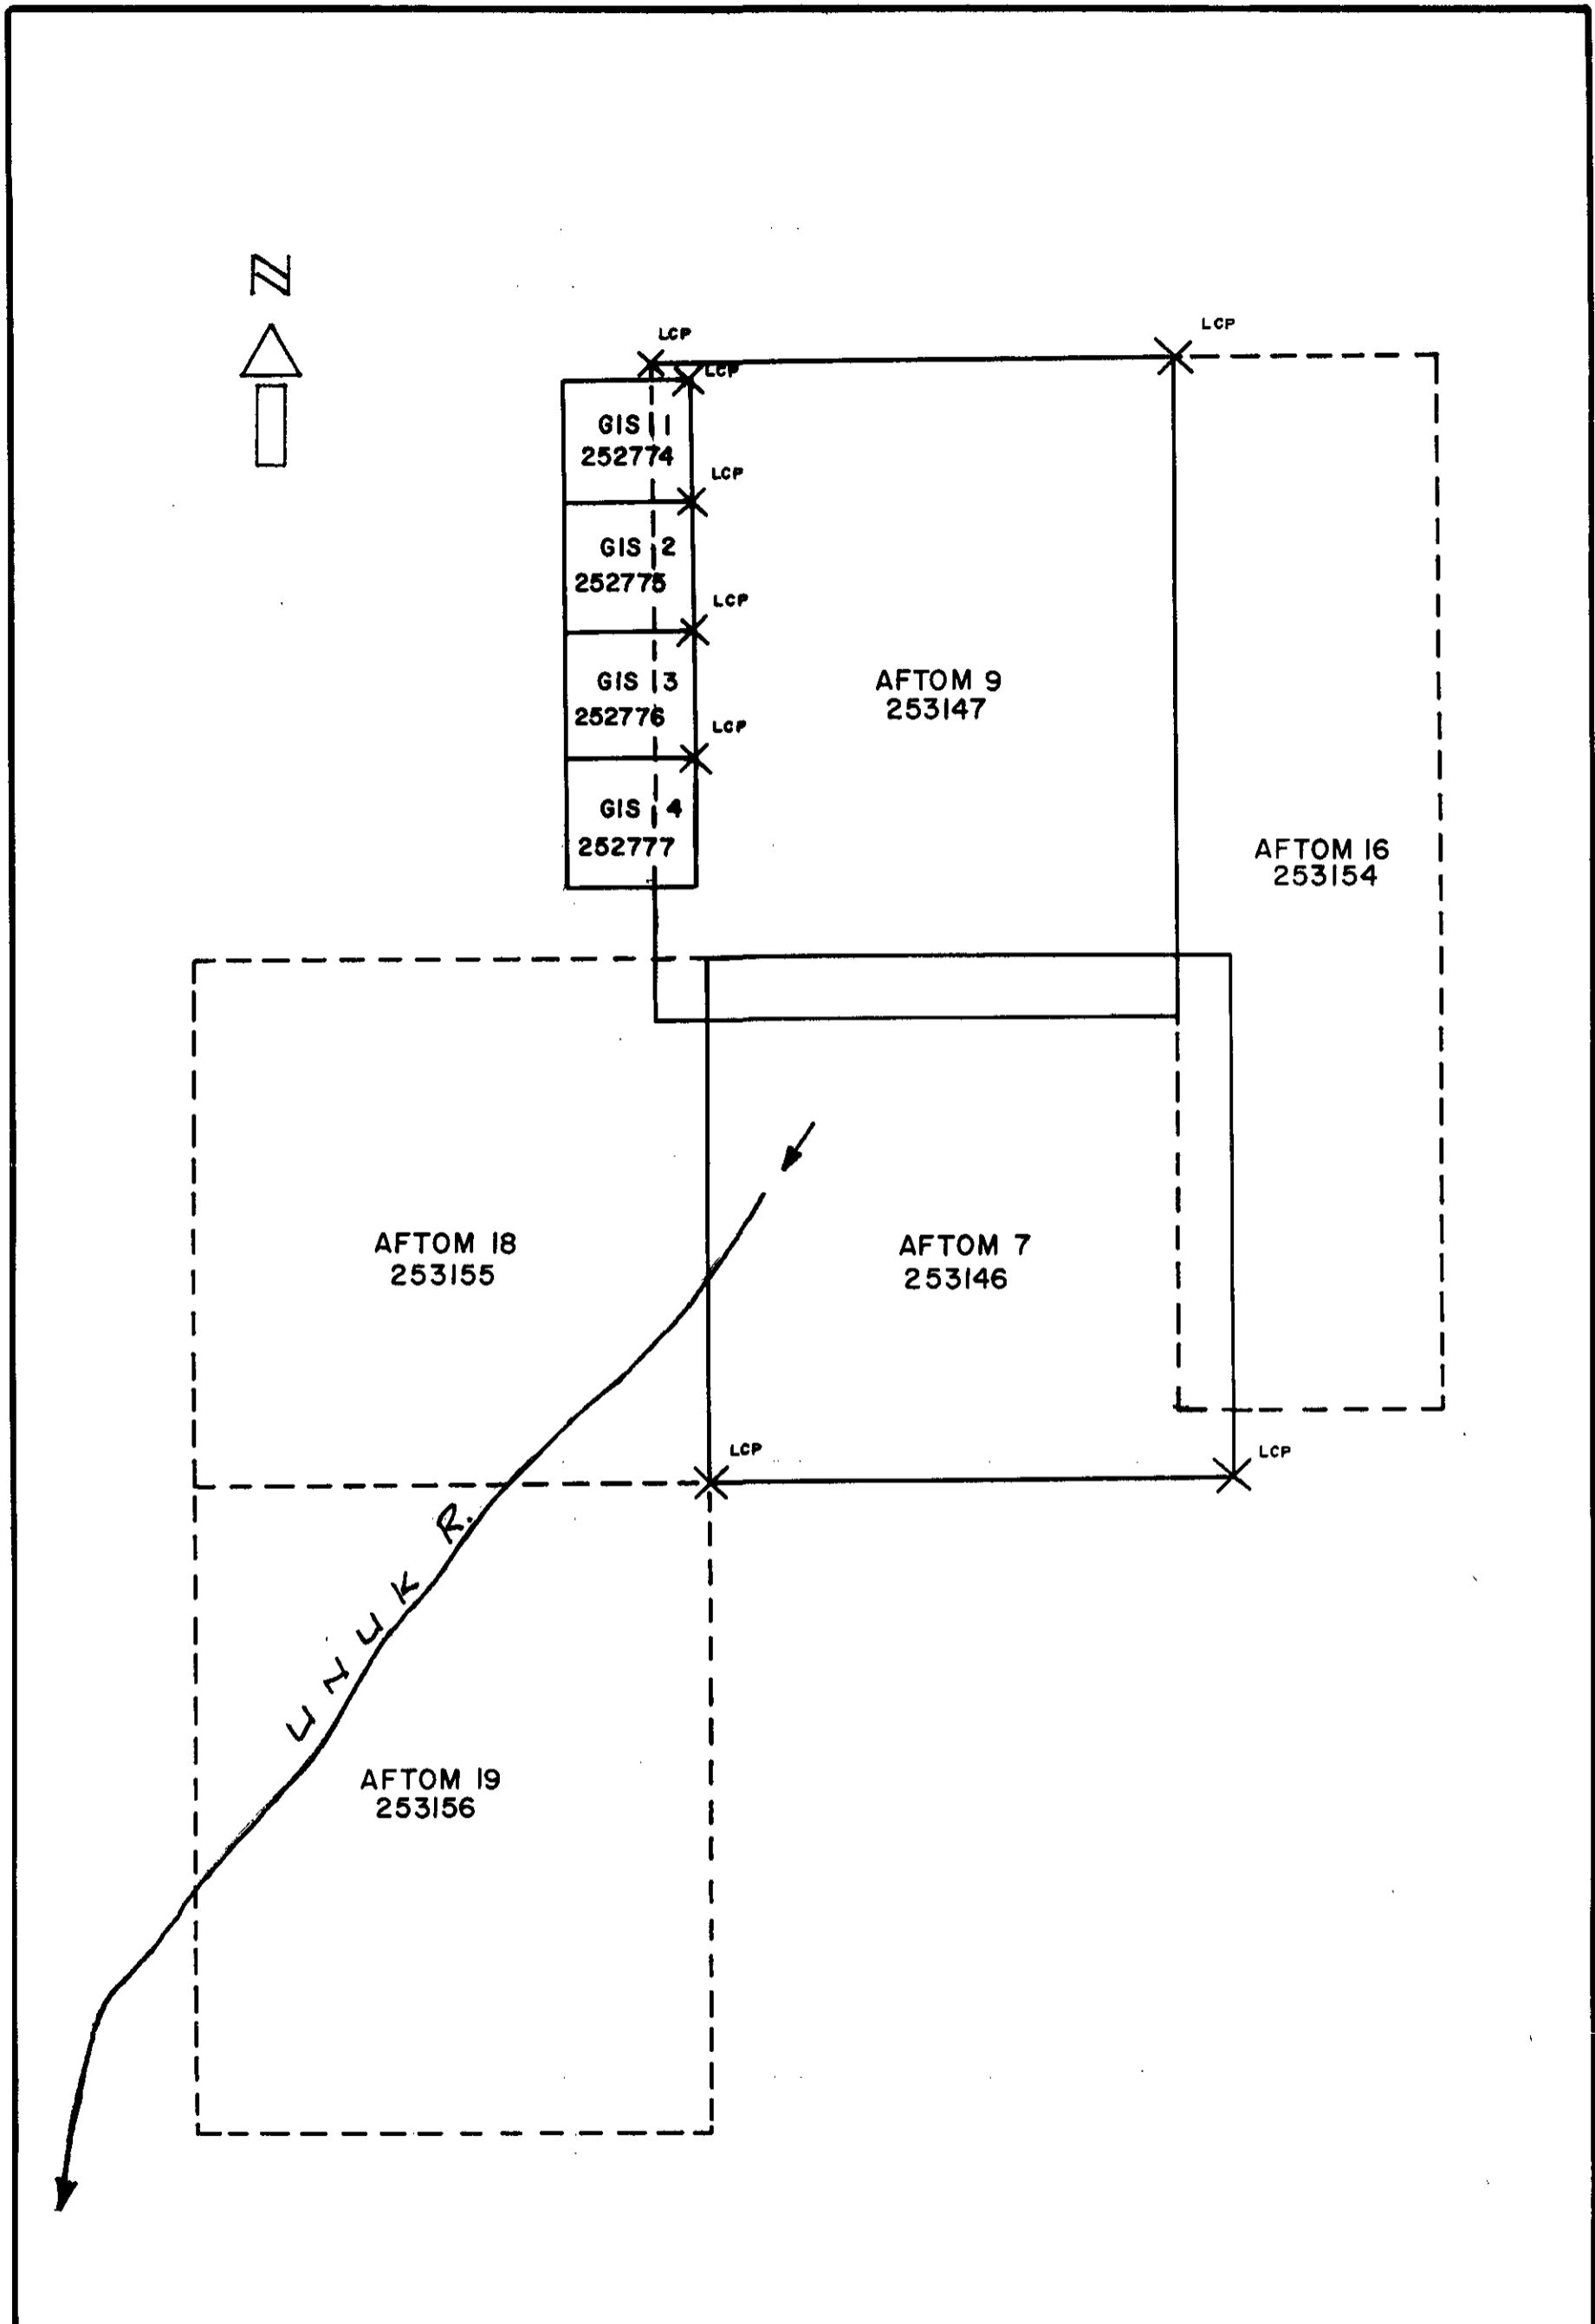 N
LCP
LCP
LCP
GIS 1
252774
LCP
GIS 2
252775
LCP
GIS 3
252776
LCP
GIS 4
252777
AFTOM 9
253147
AFTOM 16
253154
AFTOM 18
253155
AFTOM 7
253146
LCP
LCP
UNUK R.
AFTOM 19
253156